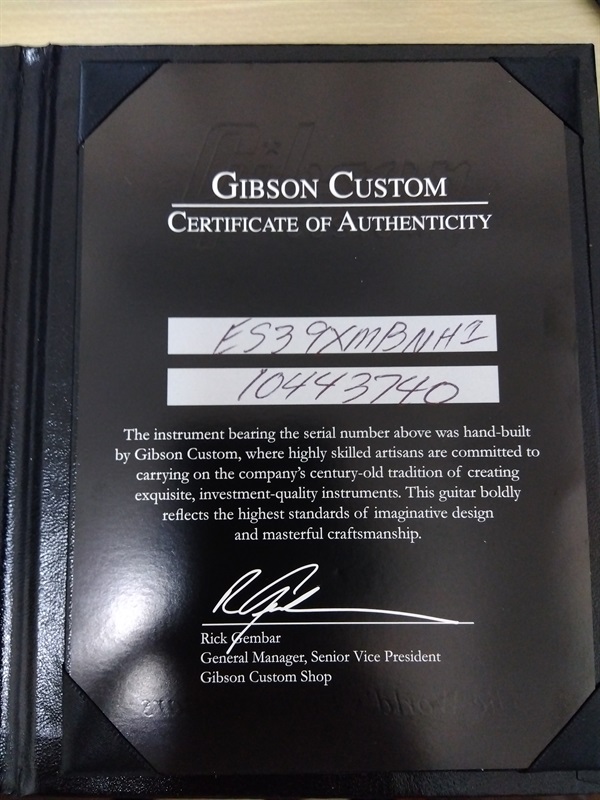 GIBSON CUSTOM
CERTIFICATE OF AUTHENTICITY
ES39XMBNH1
10443740
The instrument bearing the serial number above was hand-built
by Gibson Custom, where highly skilled artisans are committed to
carrying on the company's century-old tradition of creating
exquisite, investment-quality instruments. This guitar boldly
reflects the highest standards of imaginative design
and masterful craftsmanship.
Rick Gembar
General Manager, Senior Vice President
Gibson Custom Shop